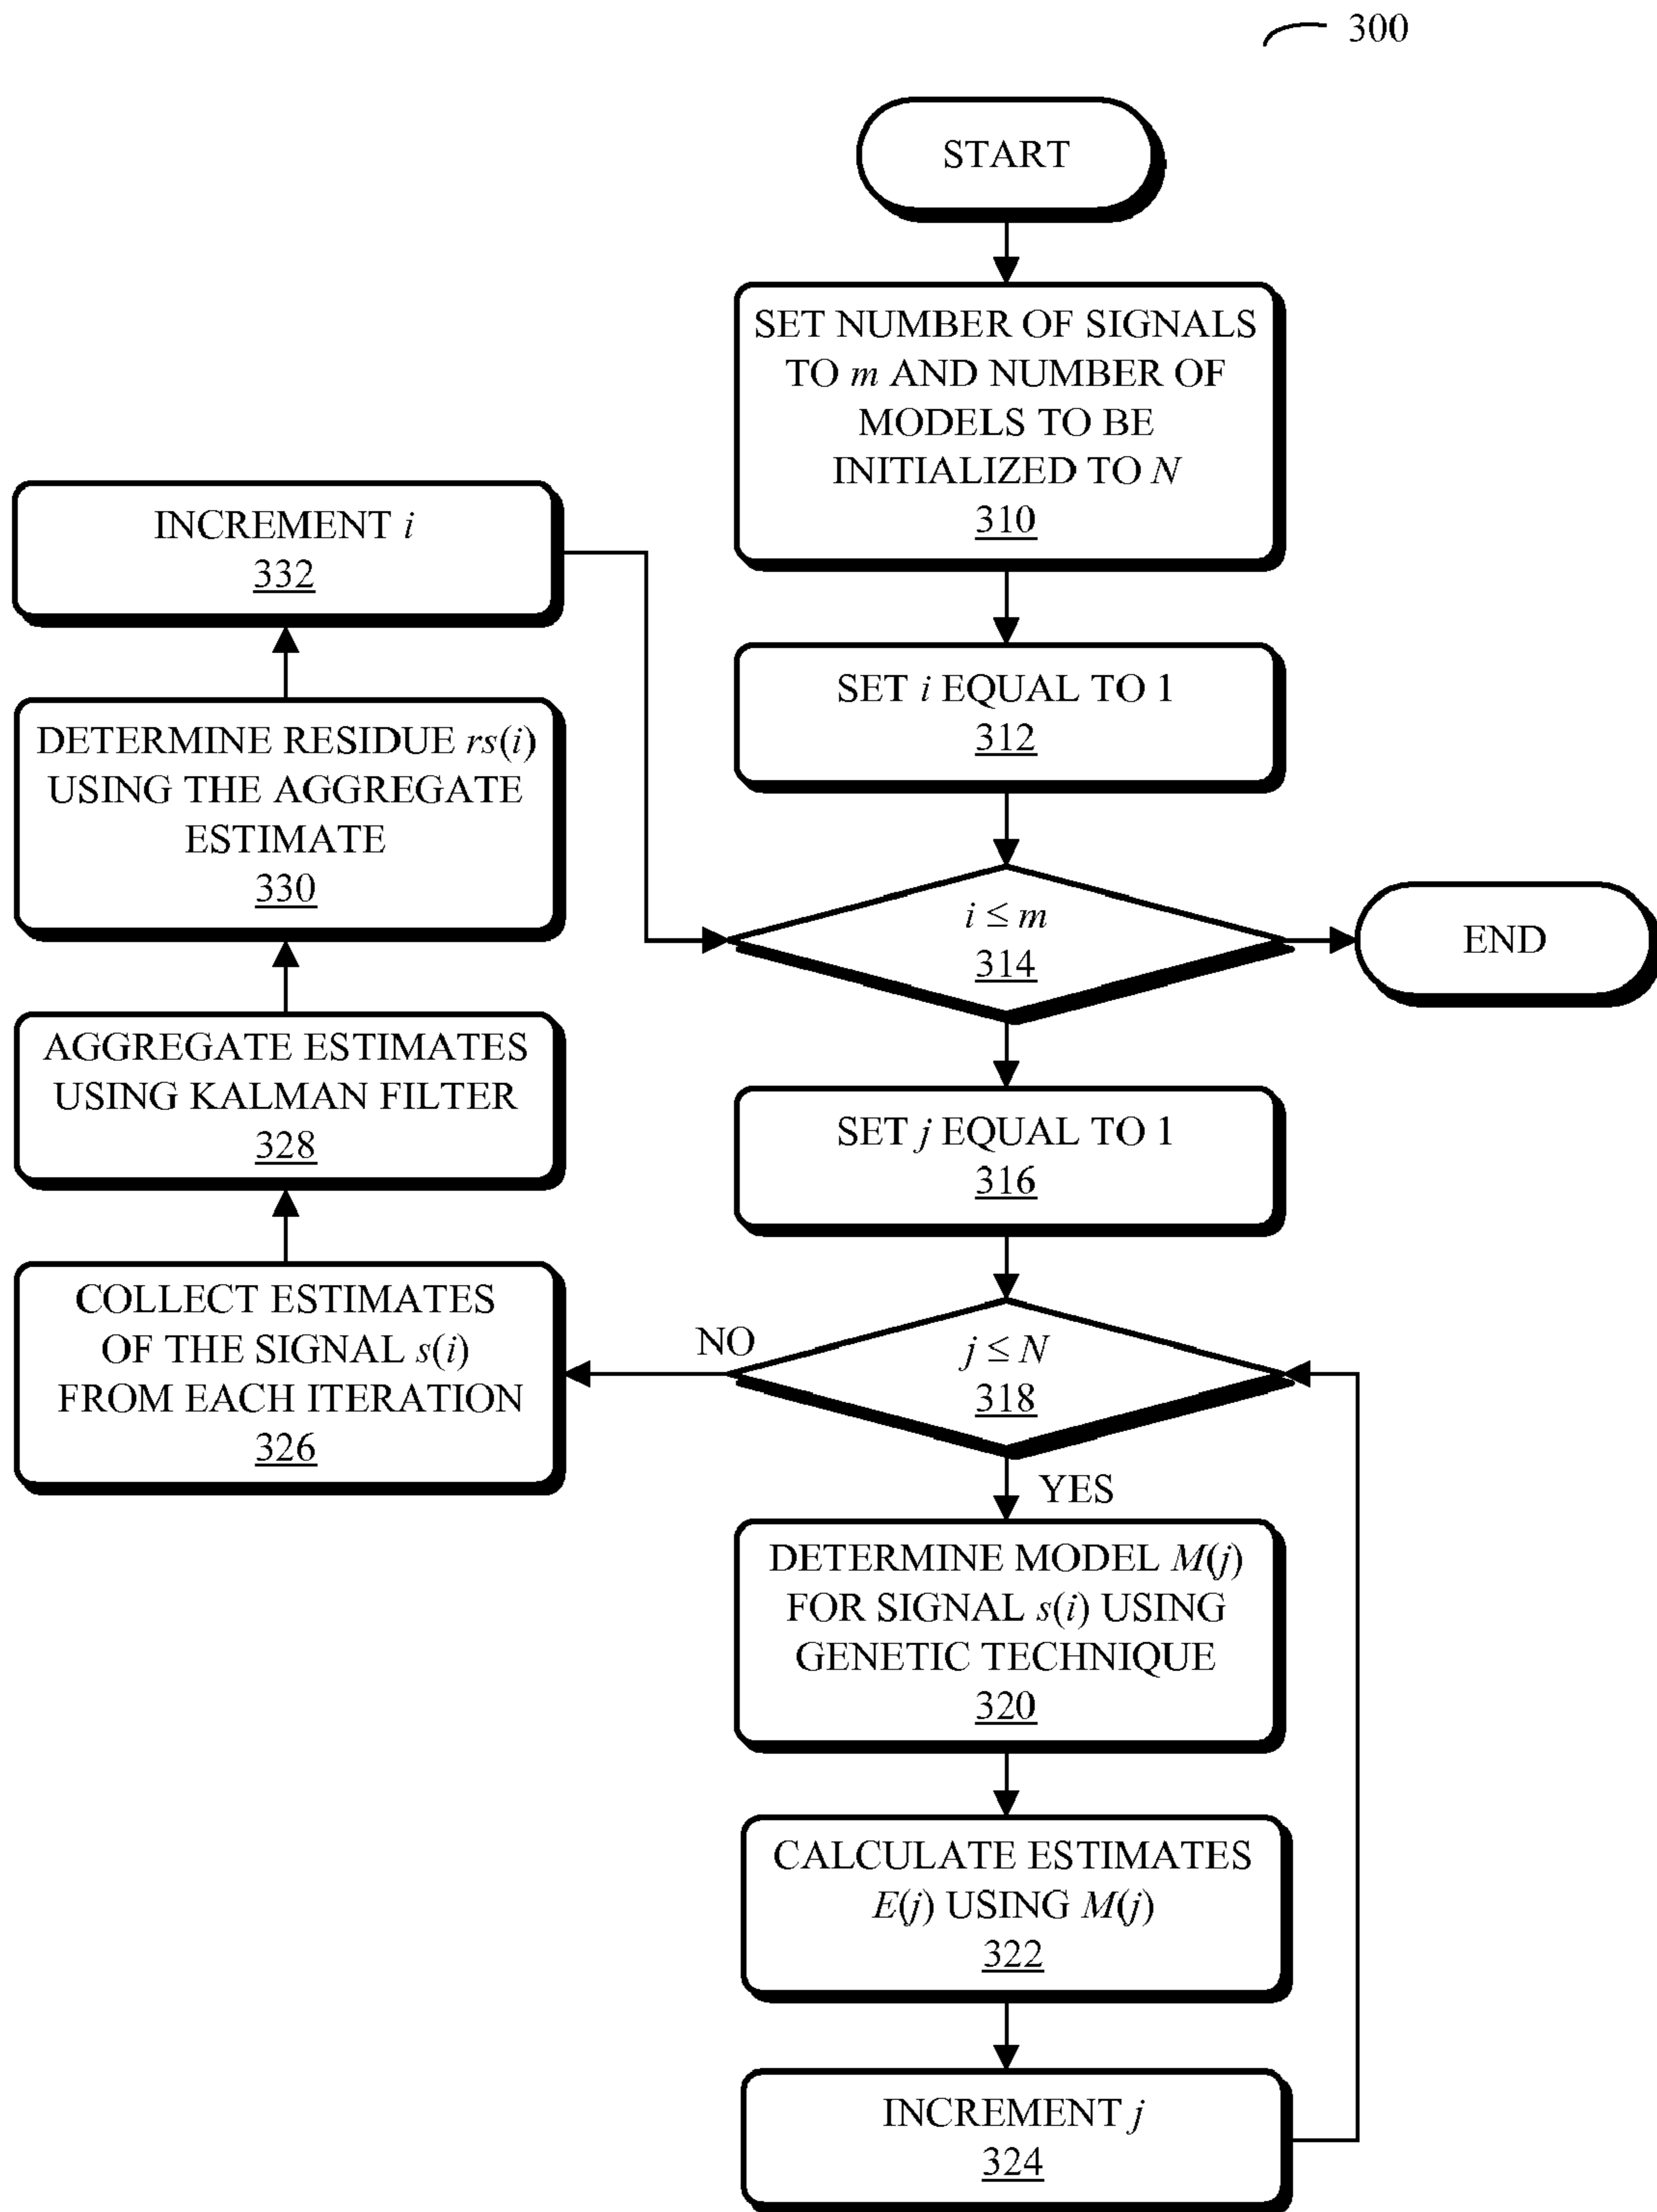 300
START
SET NUMBER OF SIGNALS
TO m AND NUMBER OF
MODELS TO BE
INITIALIZED TO N
310
SET i EQUAL TO 1
312
i ≤ m
314
END
SET j EQUAL TO 1
316
j ≤ N
318
NO
YES
DETERMINE MODEL M(j)
FOR SIGNAL s(i) USING
GENETIC TECHNIQUE
320
CALCULATE ESTIMATES
E(j) USING M(j)
322
INCREMENT j
324
COLLECT ESTIMATES
OF THE SIGNAL s(i)
FROM EACH ITERATION
326
AGGREGATE ESTIMATES
USING KALMAN FILTER
328
DETERMINE RESIDUE rs(i)
USING THE AGGREGATE
ESTIMATE
330
INCREMENT i
332